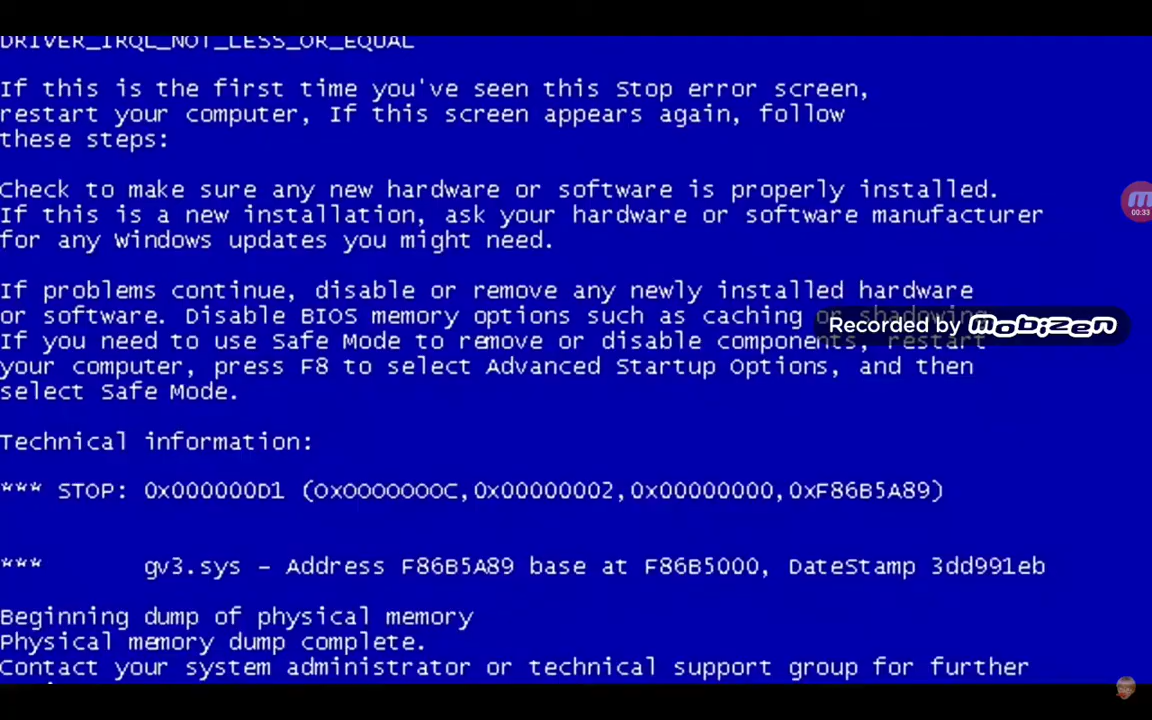 DRIVER_IRQL_NOT_LESS_OR_EQUAL
If this is the first time you've seen this Stop error screen,
restart your computer, If this screen appears again, follow
these steps:
Check to make sure any new hardware or software is properly installed.
If this is a new installation, ask your hardware or software manufacturer
for any Windows updates you might need.
If problems continue, disable or remove any newly installed hardware
or software. Disable BIOS memory options such as caching or shadowing
If you need to use Safe Mode to remove or disable components, restart
your computer, press F8 to select Advanced Startup Options, and then
select Safe Mode.
Technical information:
*** STOP: 0x000000D1 (0x0000000C,0x00000002,0x00000000,0xF86B5A89)
*** gv3.sys – Address F86B5A89 base at F86B5000, DateStamp 3dd991eb
Beginning dump of physical memory
Physical memory dump complete.
Contact your system administrator or technical support group for further
00:33
Recorded by mobizen